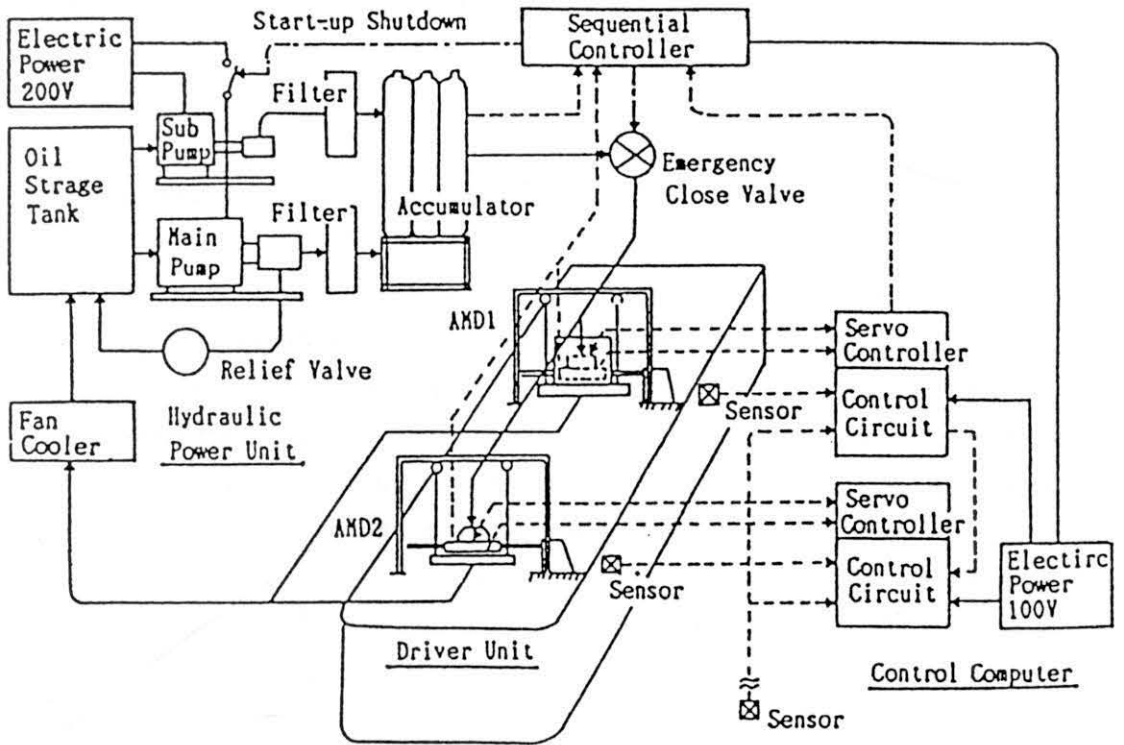 Start-up Shutdown
Sequential
Controller
Electric
Power
200V
Filter
Sub
Pump
Oil
Strage
Tank
Emergency
Close Valve
Filter
Accumulator
Main
Pump
AMD1
Servo
Controller
Relief Valve
Sensor
Control
Circuit
Fan
Cooler
Hydraulic
Power Unit
AMD2
Servo
Controller
Sensor
Control
Circuit
Electirc
Power
100V
Driver Unit
Control Computer
Sensor